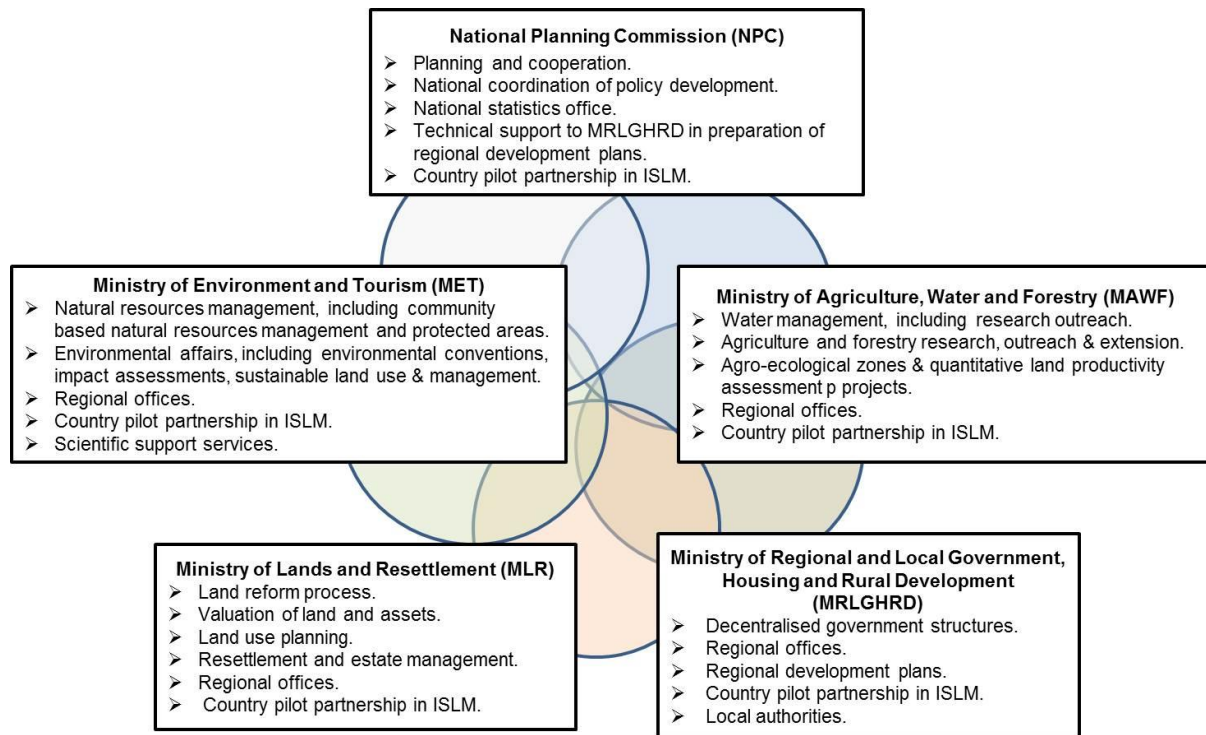 National Planning Commission (NPC)
➢ Planning and cooperation.
➢ National coordination of policy development.
➢ National statistics office.
➢ Technical support to MRLGHRD in preparation of
regional development plans.
➢ Country pilot partnership in ISLM.
Ministry of Environment and Tourism (MET)
➢ Natural resources management, including community
based natural resources management and protected areas.
➢ Environmental affairs, including environmental conventions,
impact assessments, sustainable land use & management.
➢ Regional offices.
➢ Country pilot partnership in ISLM.
➢ Scientific support services.
Ministry of Agriculture, Water and Forestry (MAWF)
➢ Water management, including research outreach.
➢ Agriculture and forestry research, outreach & extension.
➢ Agro-ecological zones & quantitative land productivity
assessment p projects.
➢ Regional offices.
➢ Country pilot partnership in ISLM.
Ministry of Lands and Resettlement (MLR)
➢ Land reform process.
➢ Valuation of land and assets.
➢ Land use planning.
➢ Resettlement and estate management.
➢ Regional offices.
➢ Country pilot partnership in ISLM.
Ministry of Regional and Local Government,
Housing and Rural Development
(MRLGHRD)
➢ Decentralised government structures.
➢ Regional offices.
➢ Regional development plans.
➢ Country pilot partnership in ISLM.
➢ Local authorities.